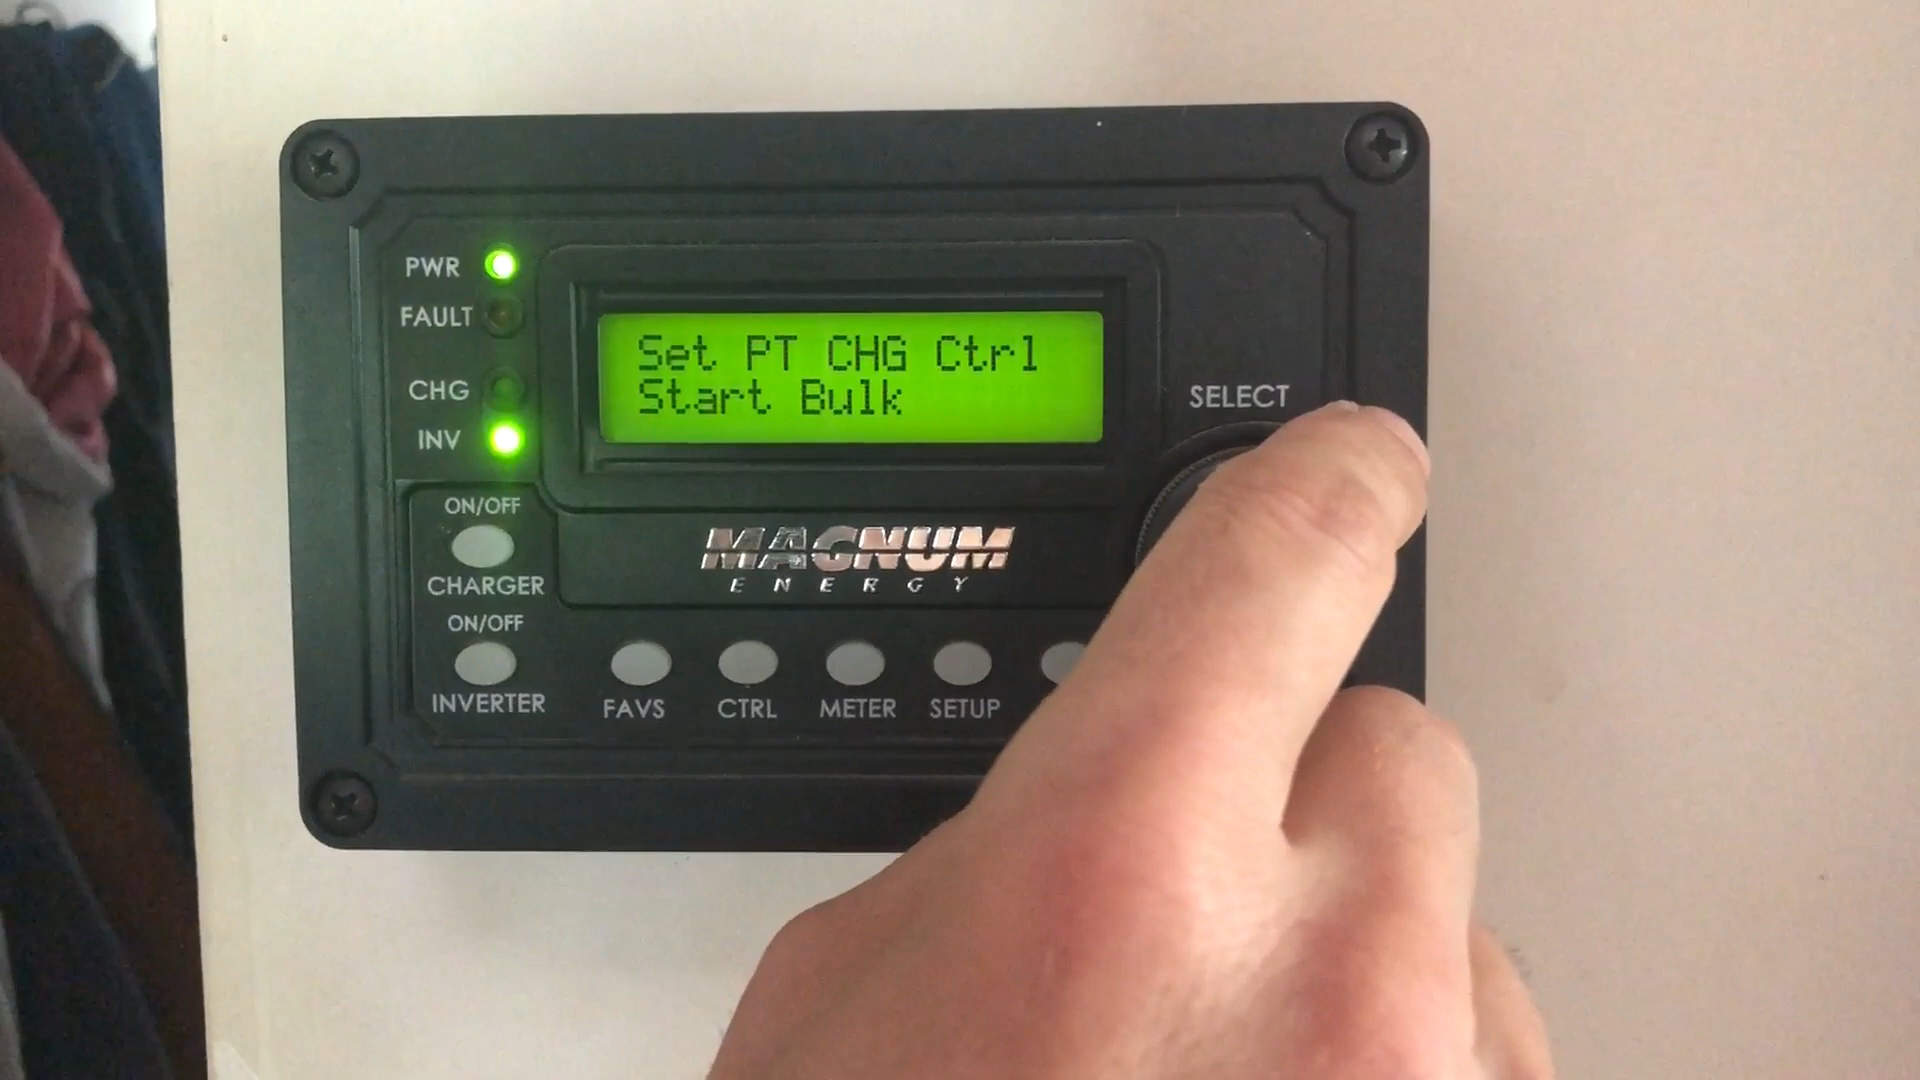 PWR
FAULT
CHG
INV
Set PT CHG Ctrl
Start Bulk
SELECT
ON/OFF
CHARGER
ON/OFF
INVERTER
MAGNUM
ENERGY
FAVS
CTRL
METER
SETUP